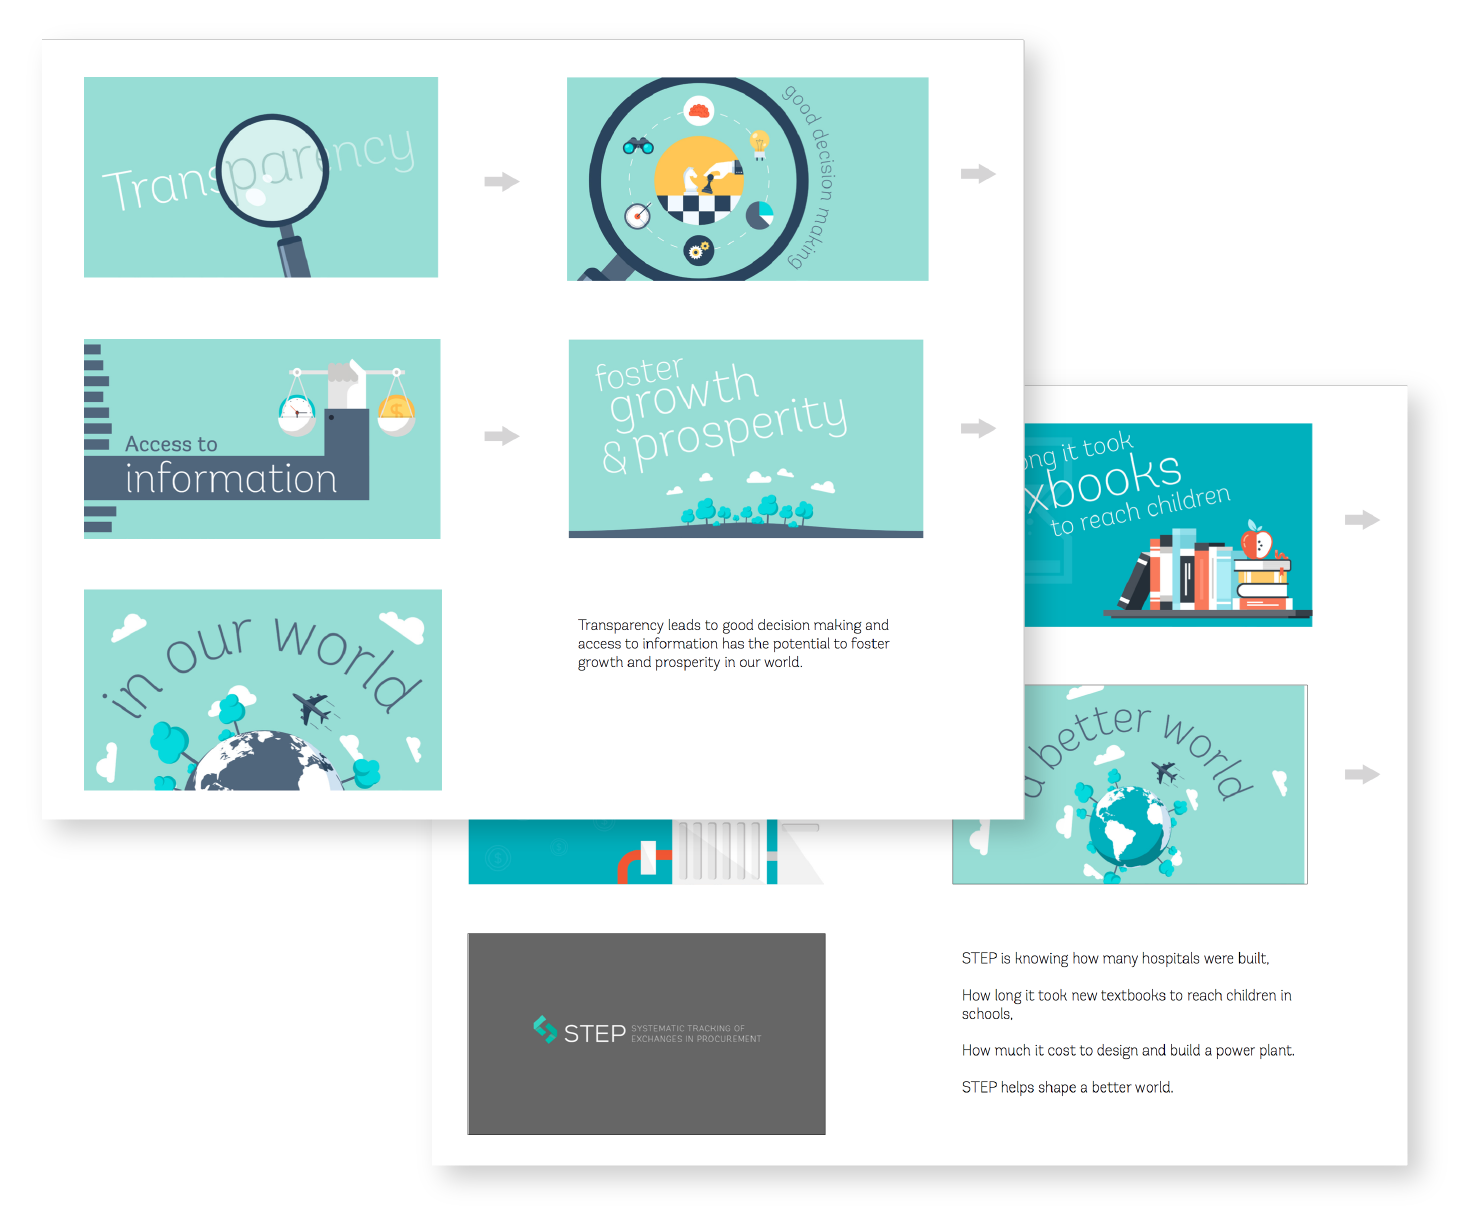 Transparency
good decision making
Access to
information
foster
growth
& prosperity
in our world
Transparency leads to good decision making and
access to information has the potential to foster
growth and prosperity in our world.
it took
to reach children
better world
STEP SYSTEMATIC TRACKING OF
EXCHANGES IN PROCUREMENT
STEP is knowing how many hospitals were built,
How long it took new textbooks to reach children in
schools,
How much it cost to design and build a power plant.
STEP helps shape a better world.